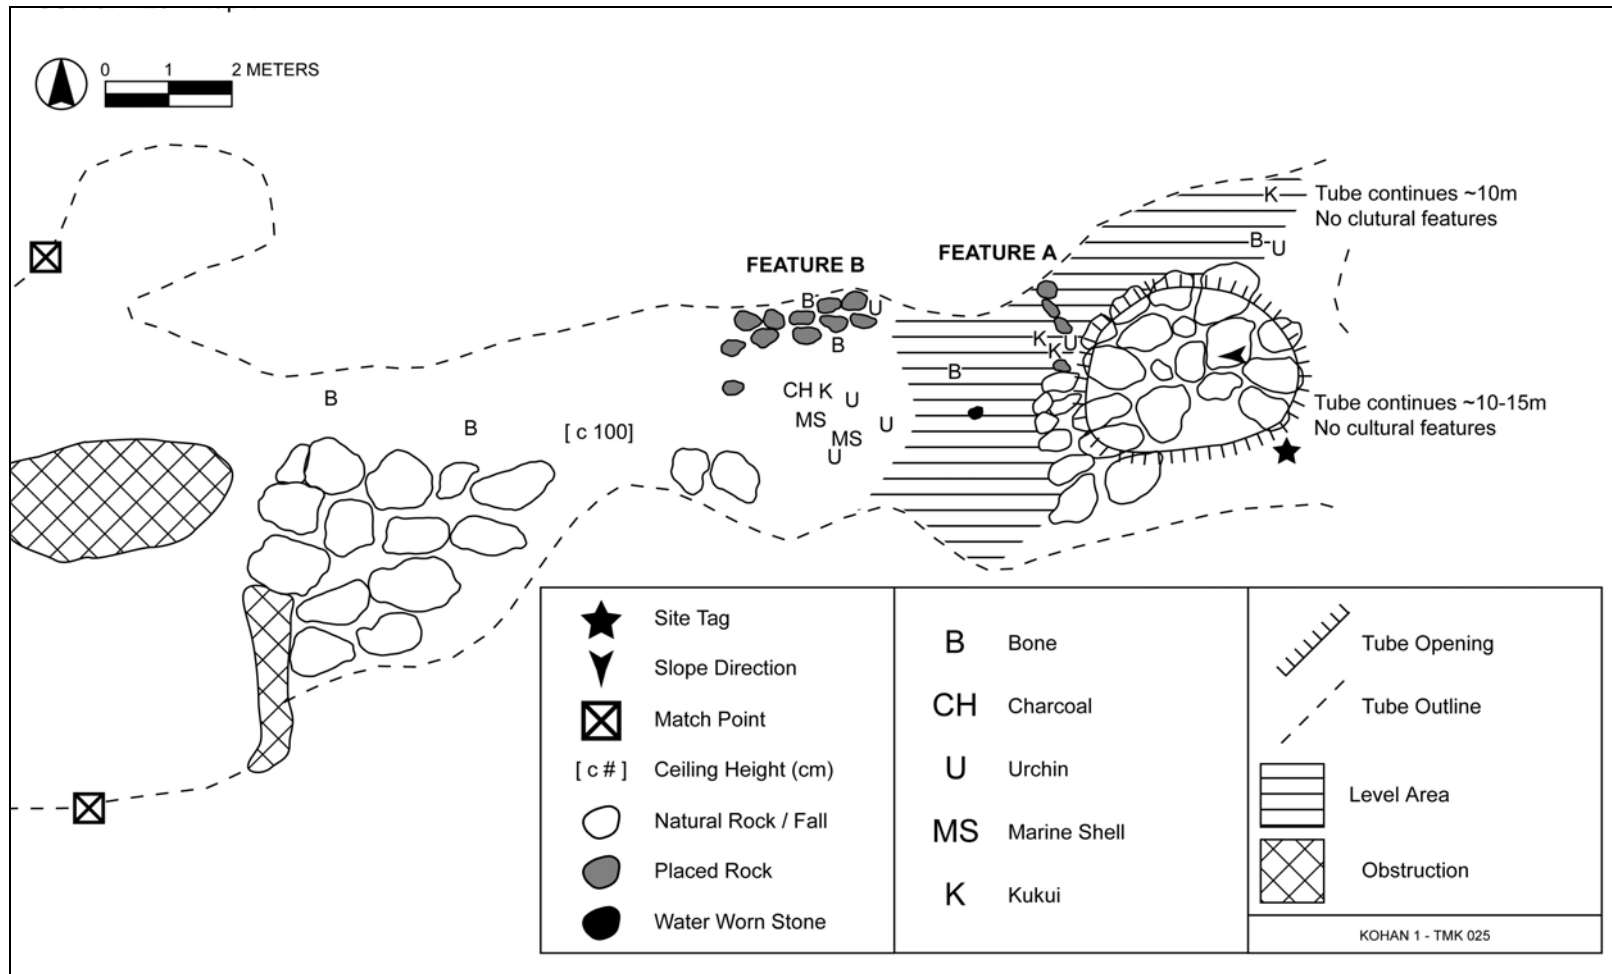 0 1 2 METERS
K
Tube continues ~10m
No clutural features
B U
FEATURE A
FEATURE B
B U
B
K U
K
B
CH K U
MS U
MS
U
B
B
[ c 100]
Tube continues ~10-15m
No cultural features
Site Tag
Slope Direction
Match Point
[ c # ] Ceiling Height (cm)
Natural Rock / Fall
Placed Rock
Water Worn Stone
B Bone
CH Charcoal
U Urchin
MS Marine Shell
K Kukui
Tube Opening
Tube Outline
Level Area
Obstruction
KOHAN 1 - TMK 025